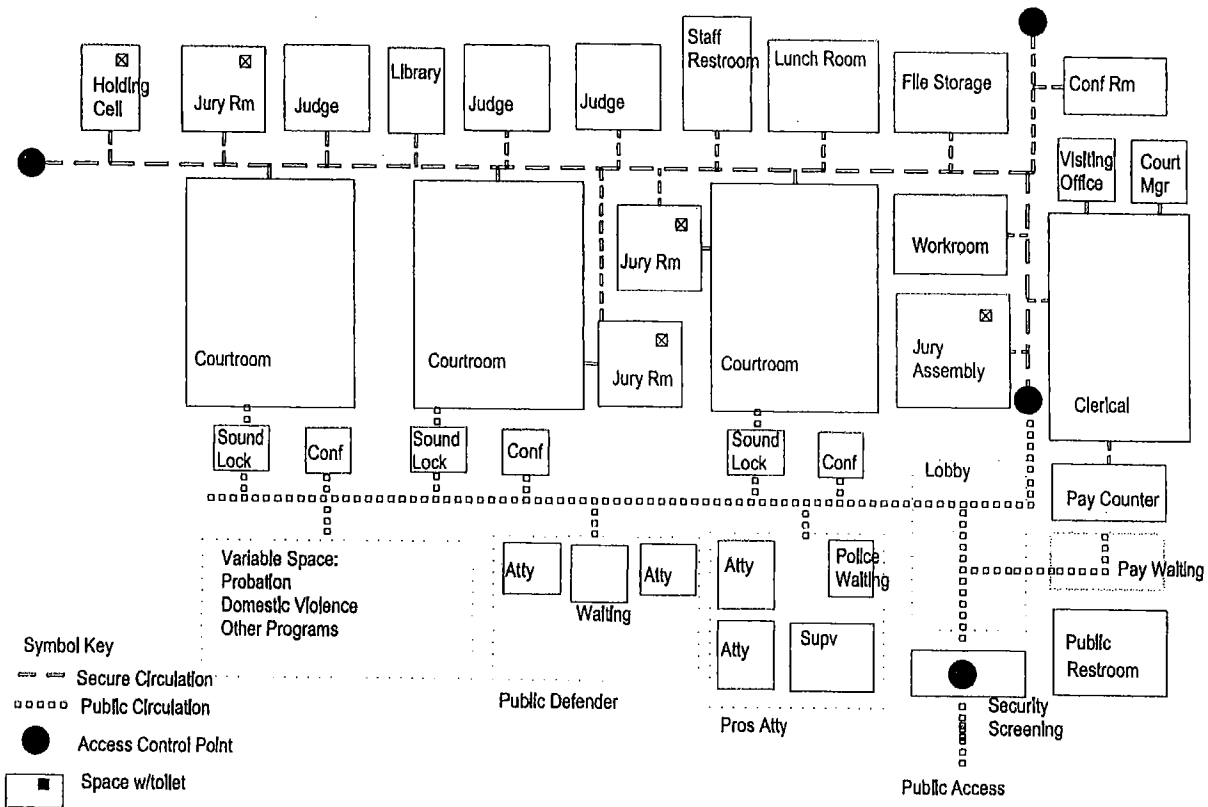 Holding
Cell
Jury Rm
Judge
Library
Judge
Judge
Staff
Restroom
Lunch Room
File Storage
Conf Rm
Visiting
Office
Court
Mgr
Courtroom
Courtroom
Jury Rm
Jury Rm
Courtroom
Workroom
Jury
Assembly
Clerical
Sound
Lock
Conf
Sound
Lock
Conf
Sound
Lock
Conf
Lobby
Pay Counter
Variable Space:
Probation
Domestic Violence
Other Programs
Atty
Waiting
Atty
Public Defender
Atty
Police
Waiting
Atty
Supv
Pros Atty
Pay Waiting
Public
Restroom
Security
Screening
Public Access
Symbol Key
Secure Circulation
Public Circulation
Access Control Point
Space w/toilet